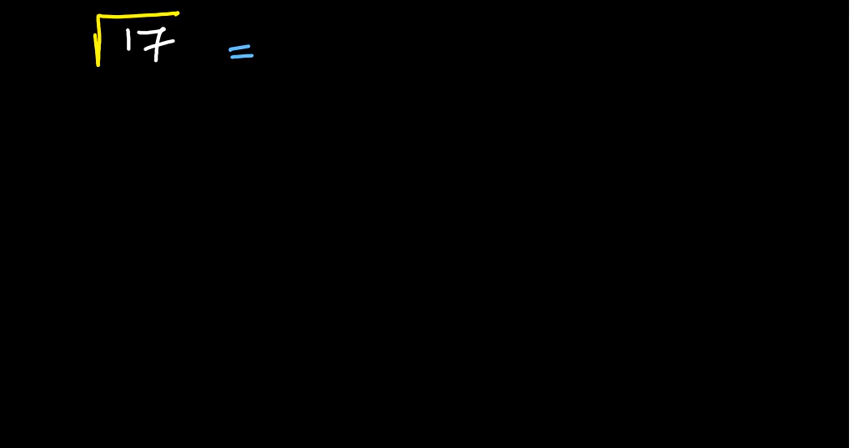 √17 =